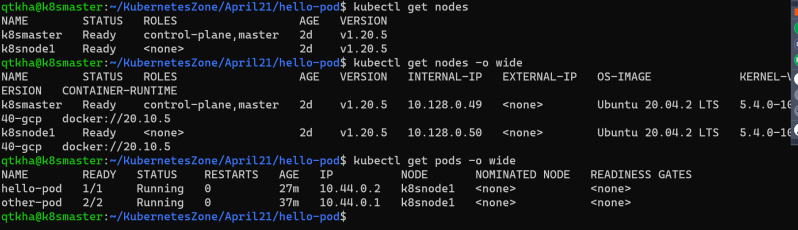 qtkha@k8smaster:~/KubernetesZone/April21/hello-pod$ kubectl get nodes
NAME STATUS ROLES AGE VERSION
k8smaster Ready control-plane,master 2d v1.20.5
k8snode1 Ready <none> 2d v1.20.5
qtkha@k8smaster:~/KubernetesZone/April21/hello-pod$ kubectl get nodes -o wide
NAME STATUS ROLES AGE VERSION INTERNAL-IP EXTERNAL-IP OS-IMAGE KERNEL-V
ERSION CONTAINER-RUNTIME
k8smaster Ready control-plane,master 2d v1.20.5 10.128.0.49 <none> Ubuntu 20.04.2 LTS 5.4.0-10
40-gcp docker://20.10.5
k8snode1 Ready <none> 2d v1.20.5 10.128.0.50 <none> Ubuntu 20.04.2 LTS 5.4.0-10
40-gcp docker://20.10.5
qtkha@k8smaster:~/KubernetesZone/April21/hello-pod$ kubectl get pods -o wide
NAME READY STATUS RESTARTS AGE IP NODE NOMINATED NODE READINESS GATES
hello-pod 1/1 Running 0 27m 10.44.0.2 k8snode1 <none> <none>
other-pod 2/2 Running 0 37m 10.44.0.1 k8snode1 <none> <none>
qtkha@k8smaster:~/KubernetesZone/April21/hello-pod$